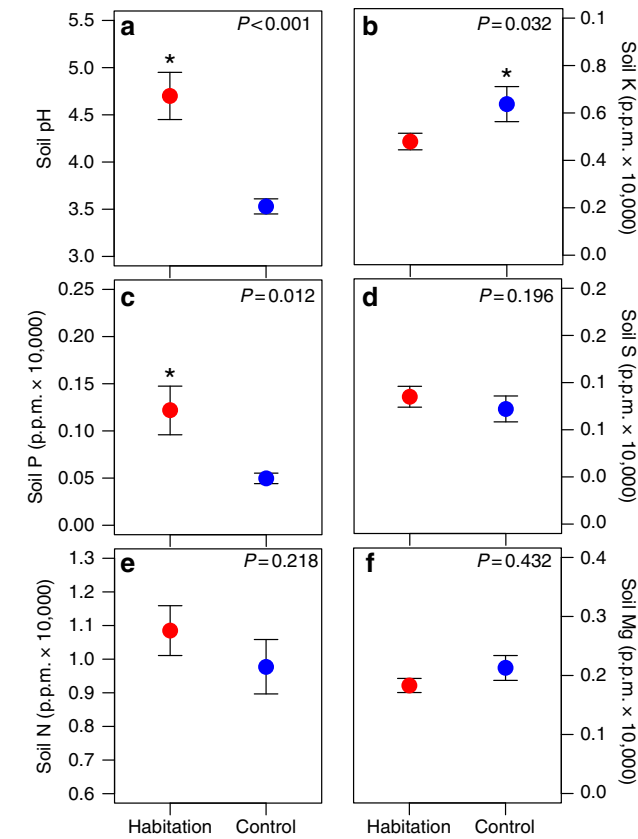 a
P<0.001
*
5.5
5.0
4.5
4.0
3.5
3.0
Soil pH
b
P=0.032
*
0.1
0.8
0.6
0.4
0.2
0.0
Soil K (p.p.m. × 10,000)
c
P=0.012
*
0.25
0.20
0.15
0.10
0.05
0.00
Soil P (p.p.m. × 10,000)
d
P=0.196
0.2
0.2
0.1
0.1
0.0
0.0
Soil S (p.p.m. × 10,000)
e
P=0.218
1.3
1.2
1.1
1.0
0.9
0.8
0.7
0.6
Soil N (p.p.m. × 10,000)
f
P=0.432
0.4
0.3
0.2
0.1
0.0
Soil Mg (p.p.m. × 10,000)
Habitation Control
Habitation Control